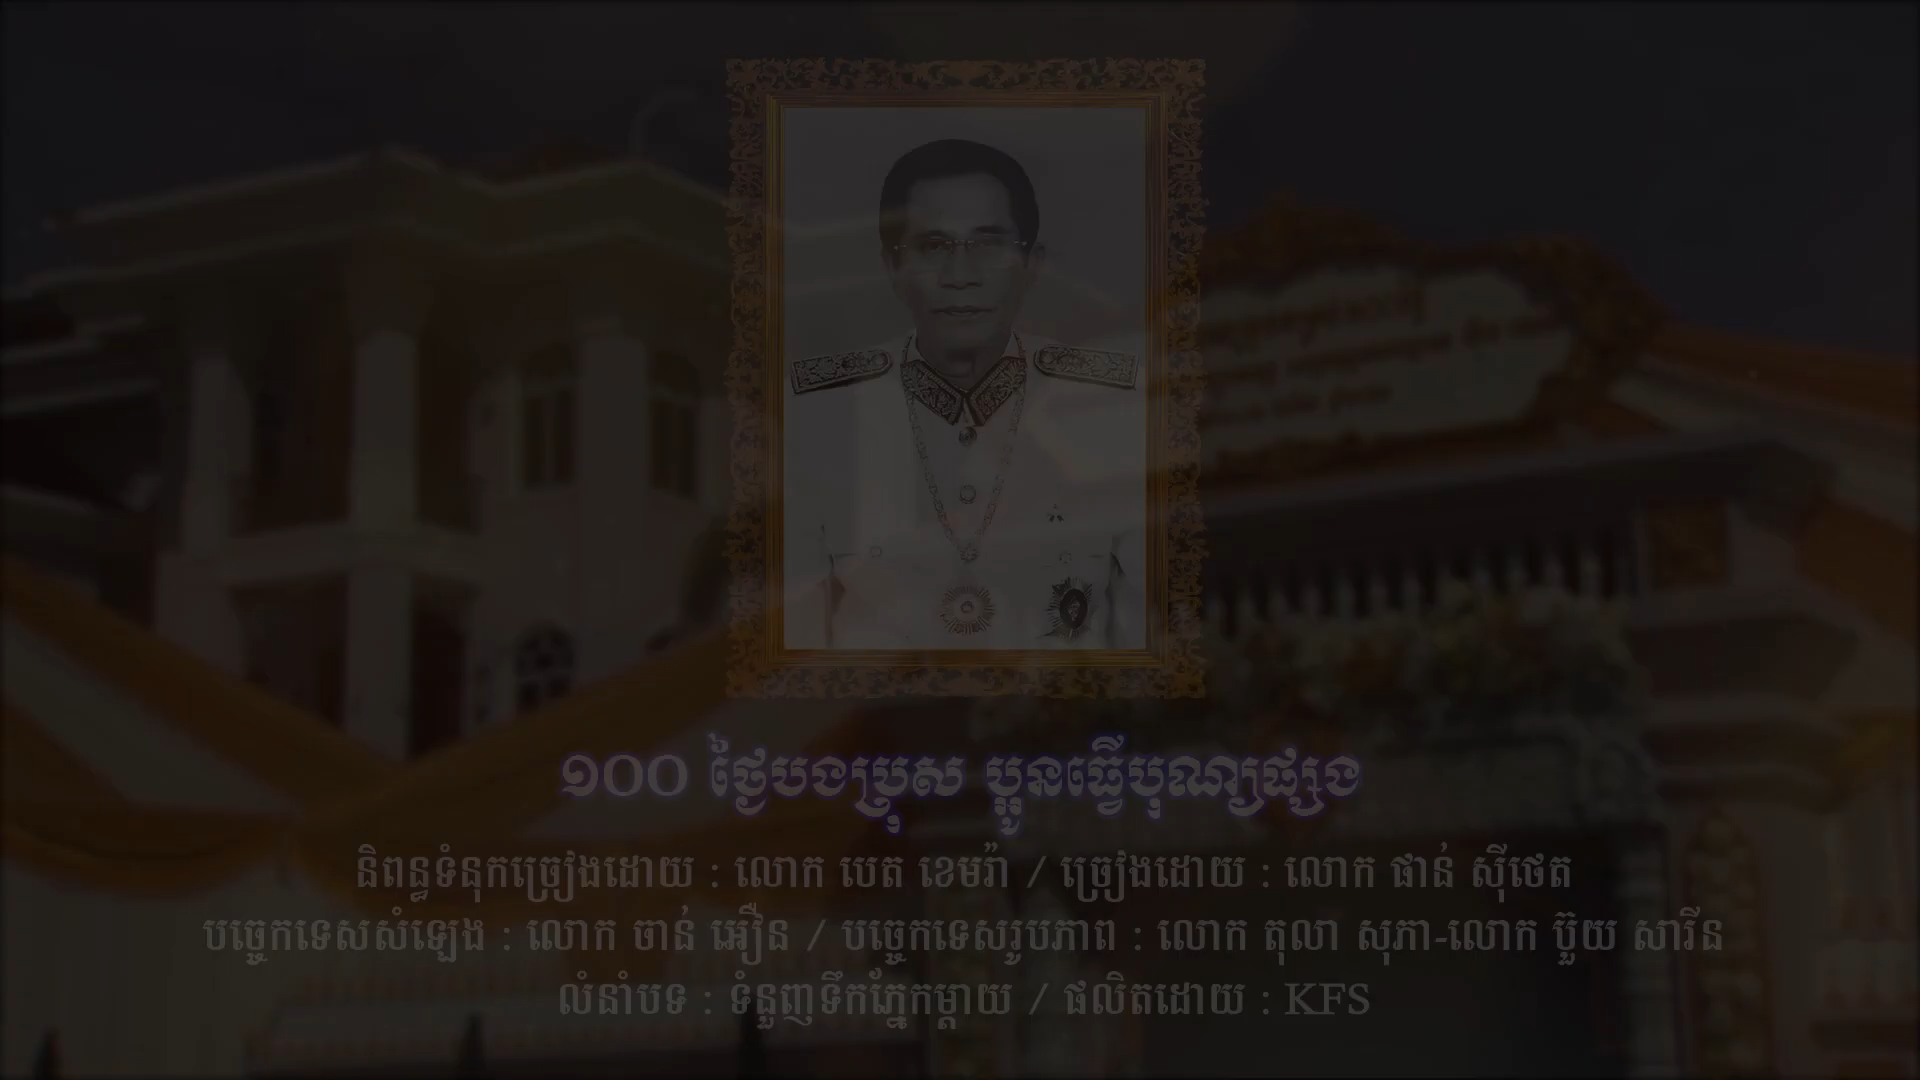 ១០០ ថ្ងៃបងប្រុស ប្អូនធ្វើបុណ្យផ្សង
និពន្ធទំនុកច្រៀងដោយ : លោក បេត ខេមរ៉ា / ច្រៀងដោយ : លោក ផាន់ ស៊ីថេត
បច្ចេកទេសសំឡេង : លោក ចាន់ អឿន / បច្ចេកទេសរូបភាព : លោក តុលា សុភា-លោក ប៊ួយ សារីន
លំនាំបទ : ទំនួញទឹកភ្នែកម្ដាយ / ផលិតដោយ : KFS